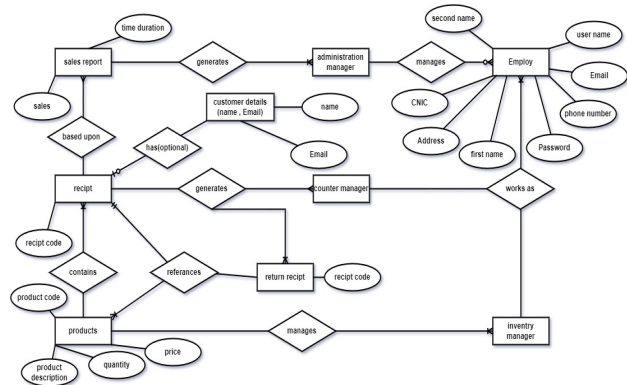 second name
time duration
user name
sales report
generates
administration
manager
manages
Employ
Email
sales
customer details
(name , Email)
name
CNIC
phone number
based upon
has(optional)
Address
first name
Password
Email
recipt
generates
counter manager
works as
recipt code
contains
referances
return recipt
recipt code
product code
products
manages
inventry
manager
price
product
description
quantity